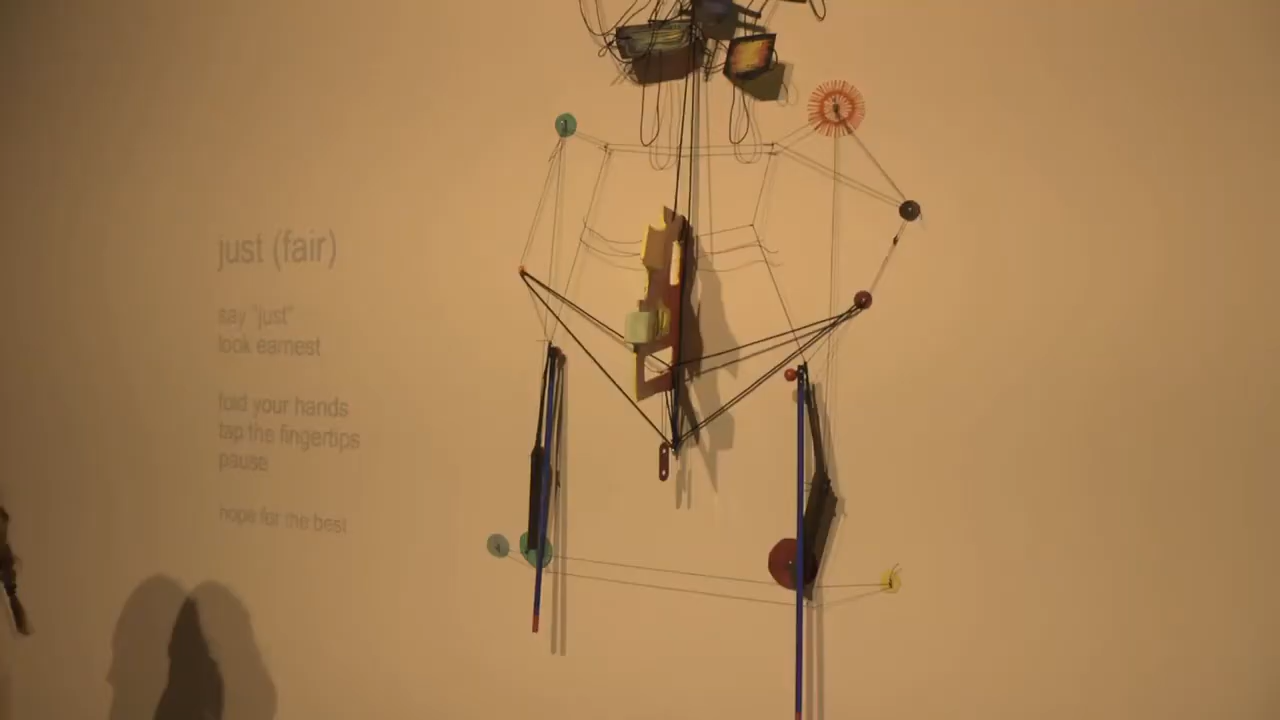 just (fair)
say "just"
look earnest
fold your hands
tap the fingertips
pause
hope for the best